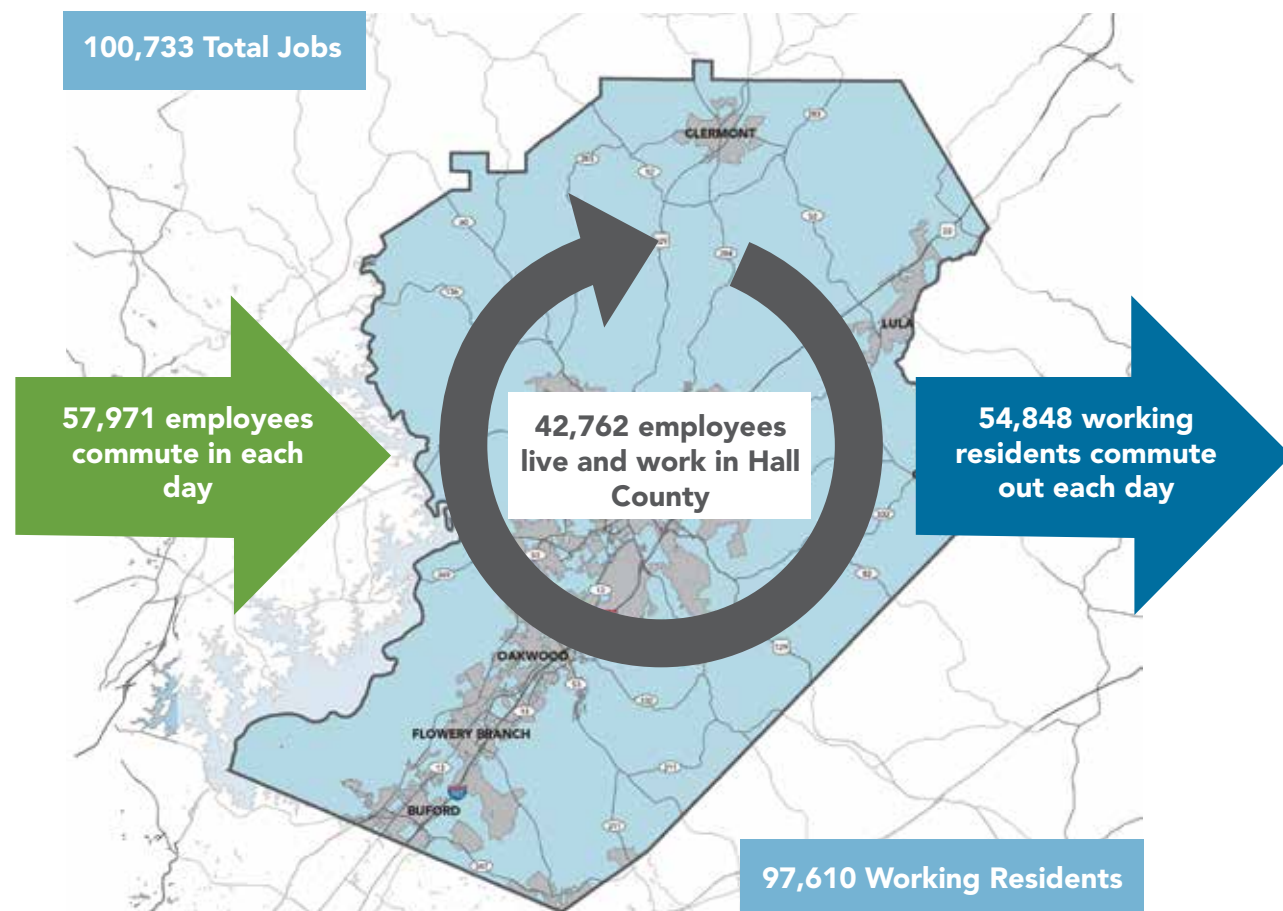 100,733 Total Jobs
CLERMONT
LULA
57,971 employees
commute in each
day
42,762 employees
live and work in Hall
County
54,848 working
residents commute
out each day
OAKWOOD
FLOWERY BRANCH
BUFORD
97,610 Working Residents